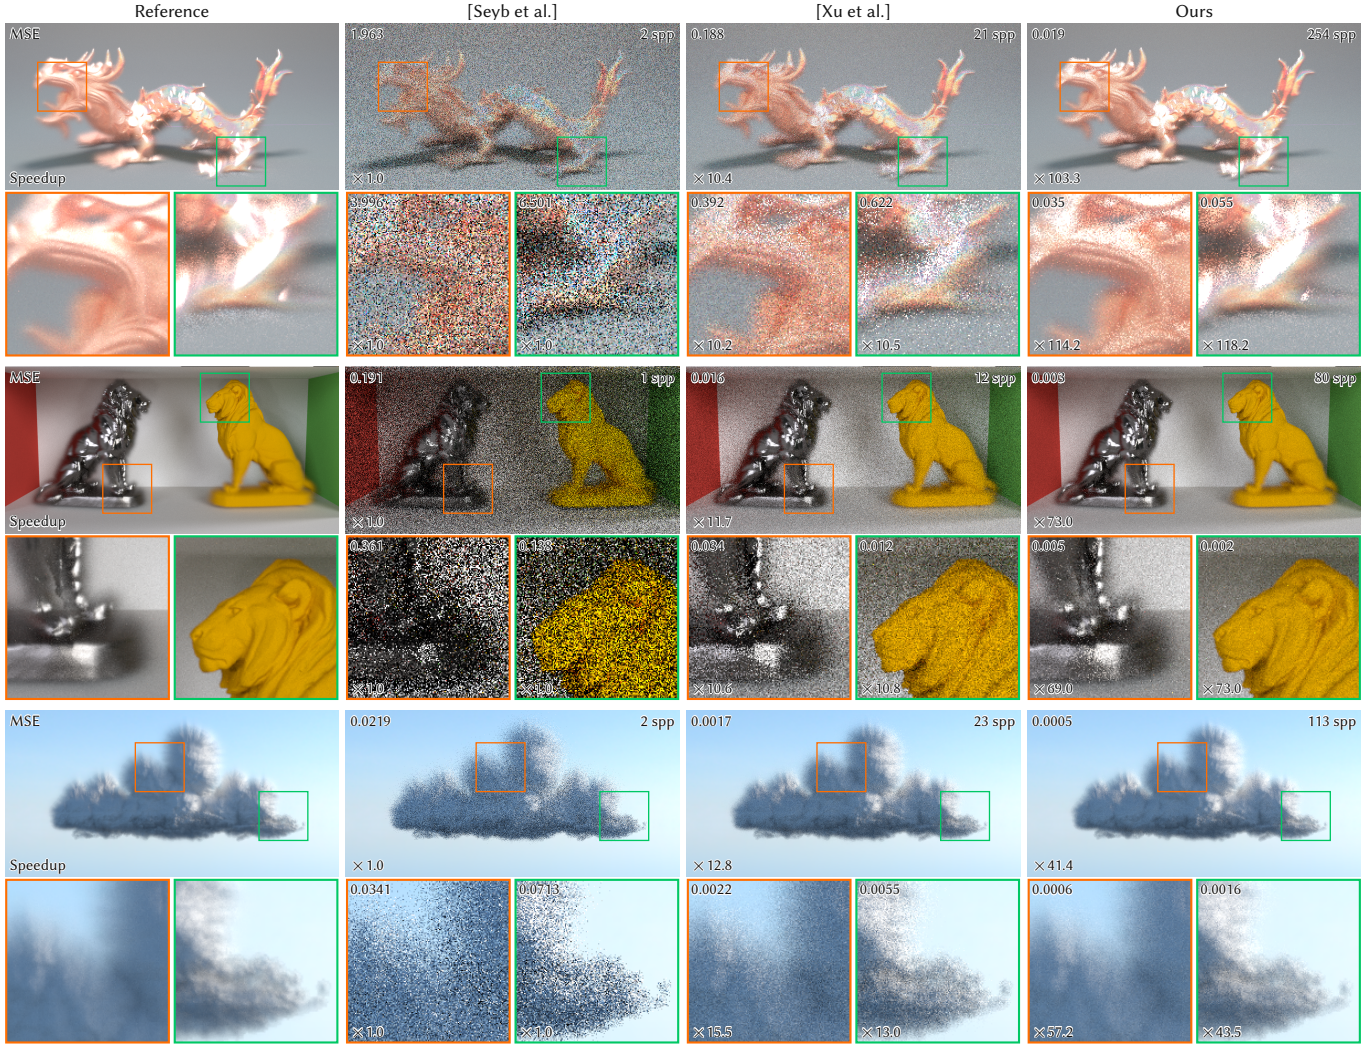 Reference [Seyb et al.] [Xu et al.] Ours
MSE 1.963 2 spp 0.188 21 spp 0.019 254 spp
Speedup ×1.0 ×10.4 ×103.3
3.996 6.501 0.392 0.622 0.035 0.055
×1.0 ×1.0 ×10.2 ×10.5 ×114.2 ×118.2
MSE 0.191 1 spp 0.016 12 spp 0.003 80 spp
Speedup ×1.0 ×11.7 ×73.0
0.361 0.138 0.034 0.012 0.005 0.002
×1.0 ×1.0 ×10.6 ×10.8 ×69.0 ×73.0
MSE 0.0219 2 spp 0.0017 23 spp 0.0005 113 spp
Speedup ×1.0 ×12.8 ×41.4
0.0341 0.0713 0.0022 0.0055 0.0006 0.0016
×1.0 ×1.0 ×15.5 ×13.0 ×57.2 ×43.5